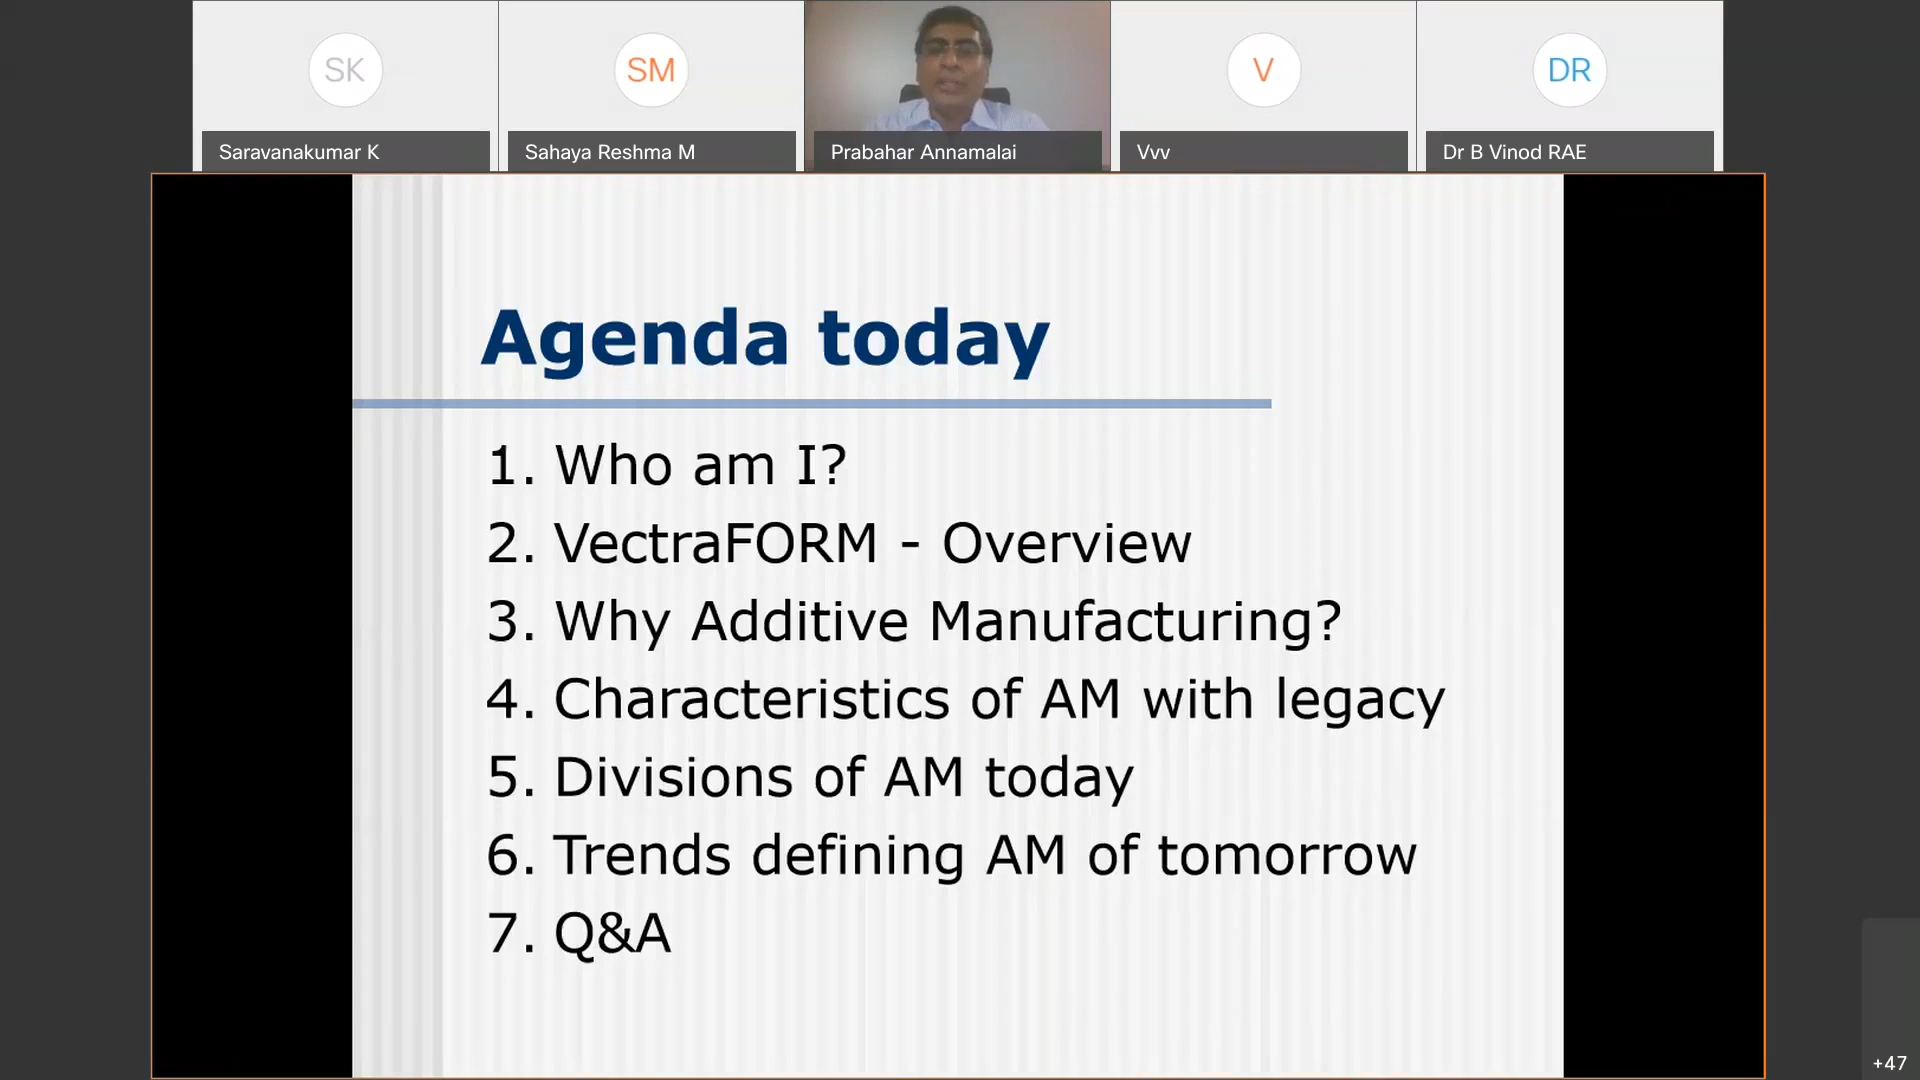 SK
SM
V
DR
Saravanakumar K
Sahaya Reshma M
Prabahar Annamalai
Vvv
Dr B Vinod RAE
Agenda today
1. Who am I?
2. VectraFORM - Overview
3. Why Additive Manufacturing?
4. Characteristics of AM with legacy
5. Divisions of AM today
6. Trends defining AM of tomorrow
7. Q&A
+47